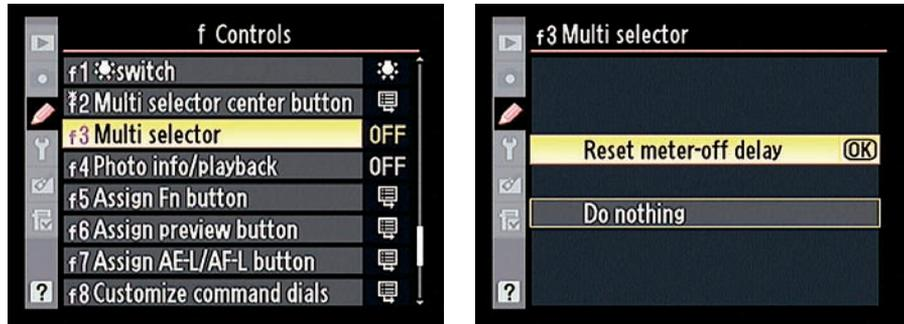 f Controls
f1 switch
f2 Multi selector center button
f3 Multi selector OFF
f4 Photo info/playback OFF
f5 Assign Fn button
f6 Assign preview button
f7 Assign AE-L/AF-L button
? f8 Customize command dials
f3 Multi selector
Reset meter-off delay OK
Do nothing
?